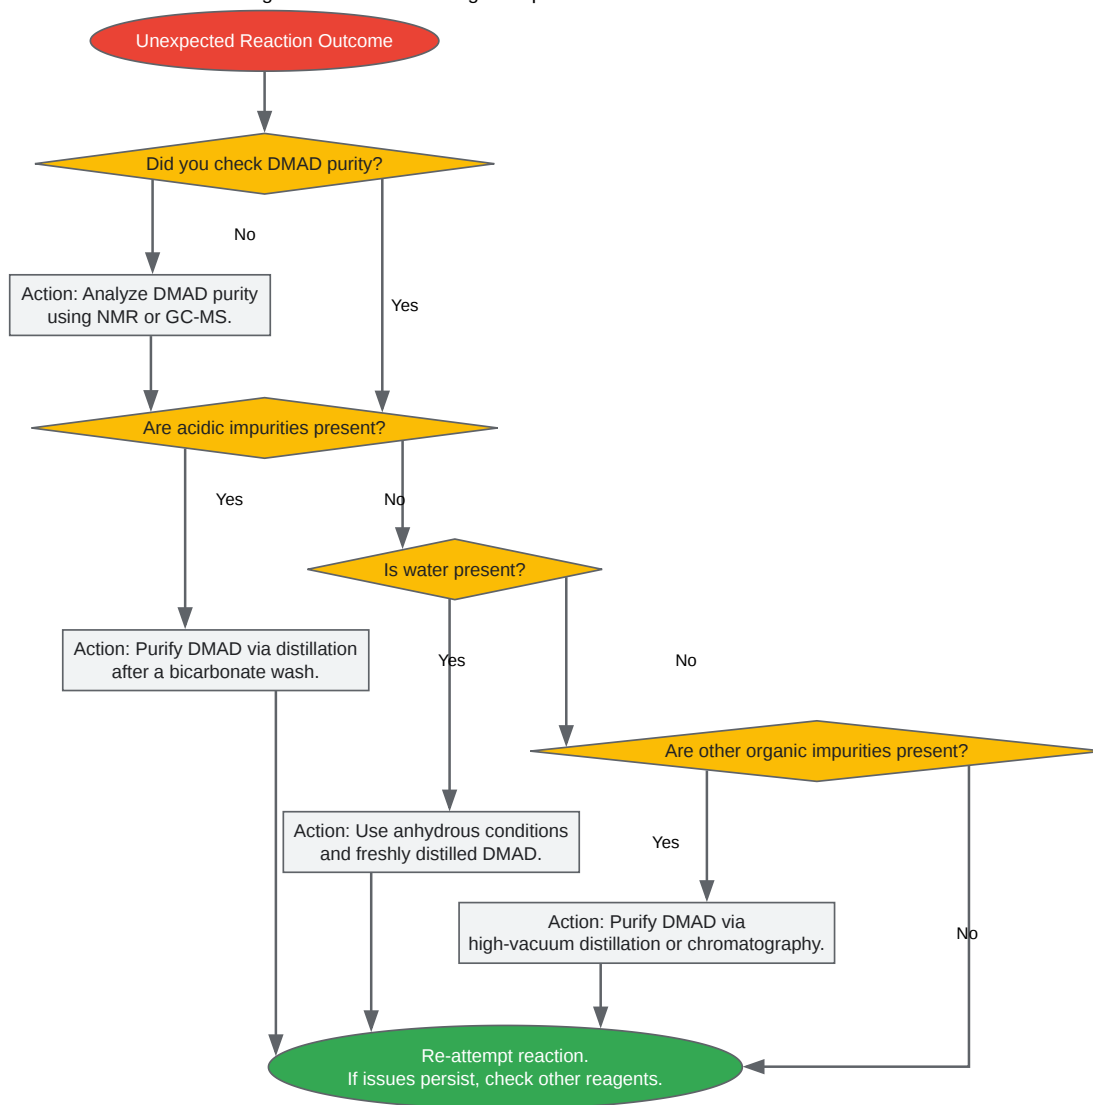 Unexpected Reaction Outcome
Did you check DMAD purity?
No
Action: Analyze DMAD purity
using NMR or GC-MS.
Yes
Are acidic impurities present?
Yes
No
Is water present?
Action: Purify DMAD via distillation
after a bicarbonate wash.
Yes
No
Are other organic impurities present?
Action: Use anhydrous conditions
and freshly distilled DMAD.
Yes
Action: Purify DMAD via
high-vacuum distillation or chromatography.
No
Re-attempt reaction.
If issues persist, check other reagents.